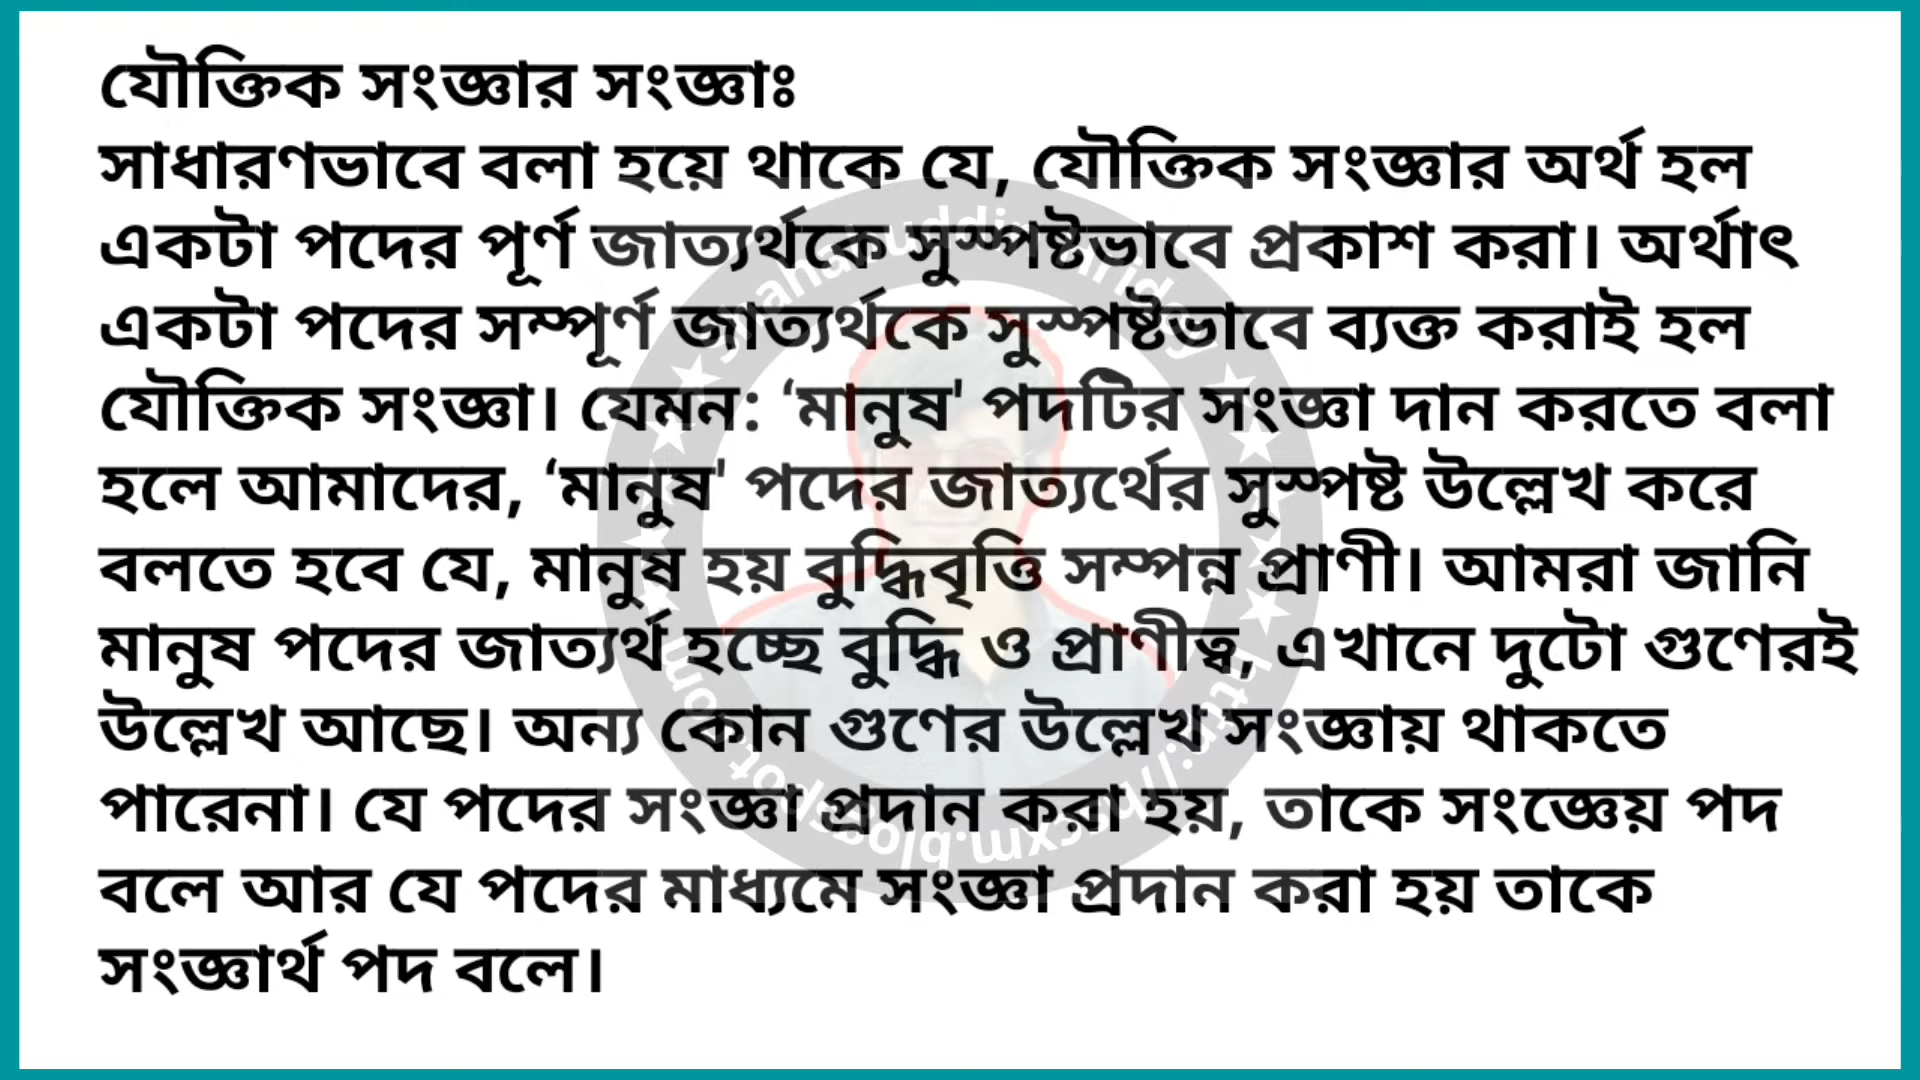 যৌক্তিক সংজ্ঞার সংজ্ঞাঃ
সাধারণভাবে বলা হয়ে থাকে যে, যৌক্তিক সংজ্ঞার অর্থ হল
একটা পদের পূর্ণ জাত্যর্থকে সুস্পষ্টভাবে প্রকাশ করা। অর্থাৎ
একটা পদের সম্পূর্ণ জাত্যর্থকে সুস্পষ্টভাবে ব্যক্ত করাই হল
যৌক্তিক সংজ্ঞা। যেমন: ‘মানুষ' পদটির সংজ্ঞা দান করতে বলা
হলে আমাদের, ‘মানুষ' পদের জাত্যর্থের সুস্পষ্ট উল্লেখ করে
বলতে হবে যে, মানুষ হয় বুদ্ধিবৃত্তি সম্পন্ন প্রাণী। আমরা জানি
মানুষ পদের জাত্যর্থ হচ্ছে বুদ্ধি ও প্রাণীত্ব, এখানে দুটো গুণেরই
উল্লেখ আছে। অন্য কোন গুণের উল্লেখ সংজ্ঞায় থাকতে
পারেনা। যে পদের সংজ্ঞা প্রদান করা হয়, তাকে সংজ্ঞেয় পদ
বলে আর যে পদের মাধ্যমে সংজ্ঞা প্রদান করা হয় তাকে
সংজ্ঞার্থ পদ বলে।